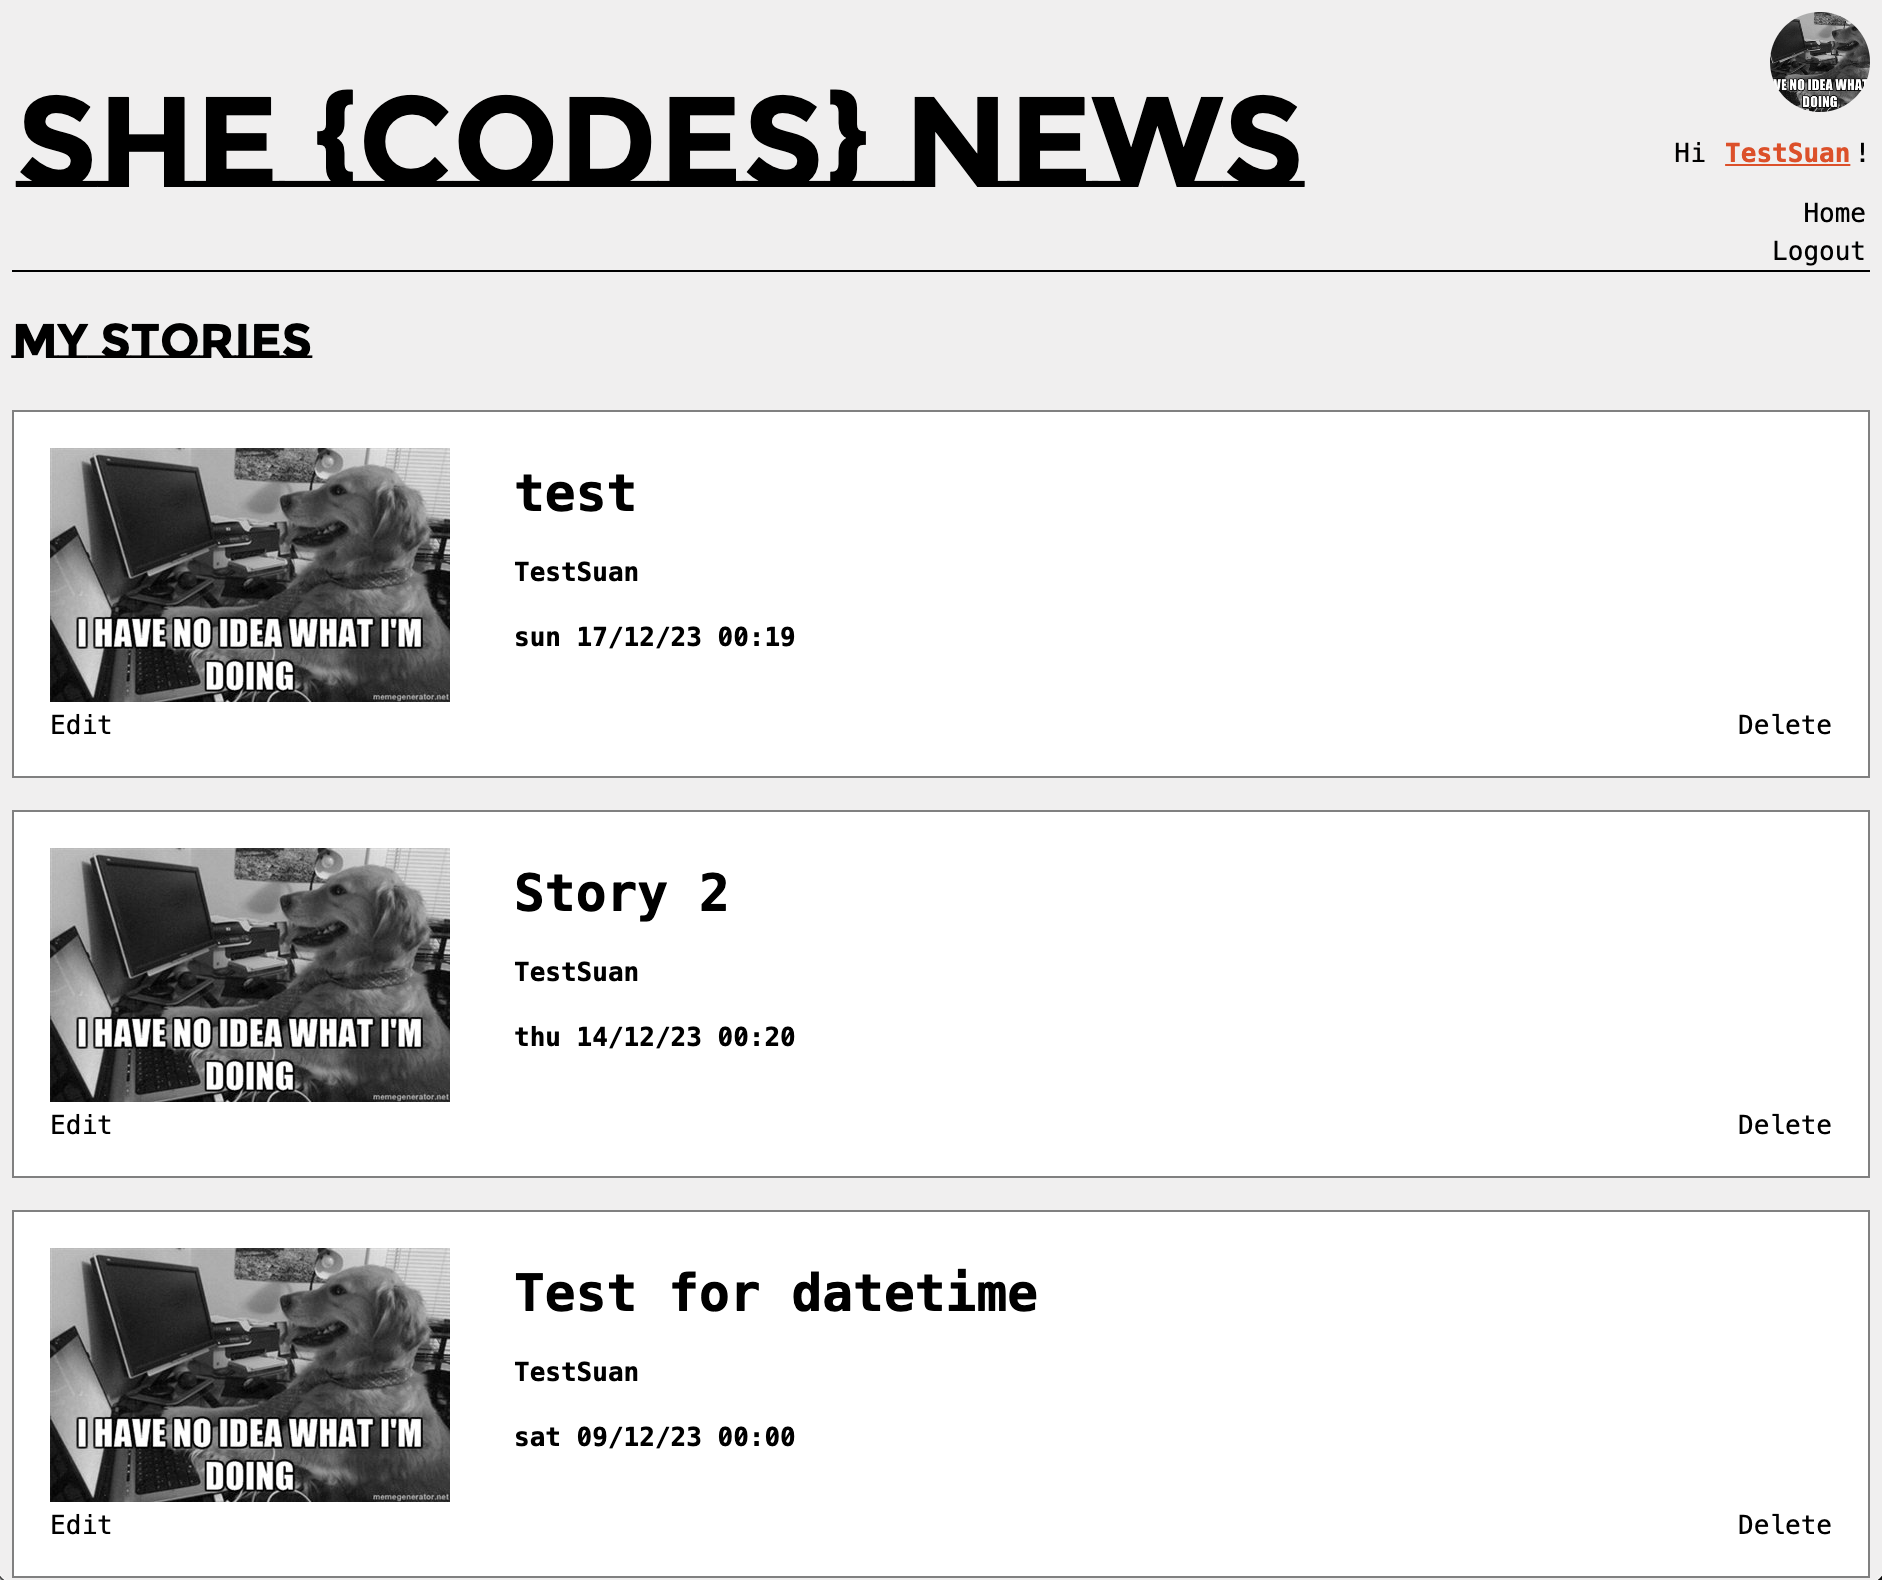 SHE {CODES} NEWS
VE NO IDEA WHAT
DOING
Hi TestSuan!
Home
Logout
MY STORIES
test
TestSuan
sun 17/12/23 00:19
I HAVE NO IDEA WHAT I'M
DOING
memegenerator.net
Edit
Delete
Story 2
TestSuan
thu 14/12/23 00:20
I HAVE NO IDEA WHAT I'M
DOING
memegenerator.net
Edit
Delete
Test for datetime
TestSuan
sat 09/12/23 00:00
I HAVE NO IDEA WHAT I'M
DOING
memegenerator.net
Edit
Delete